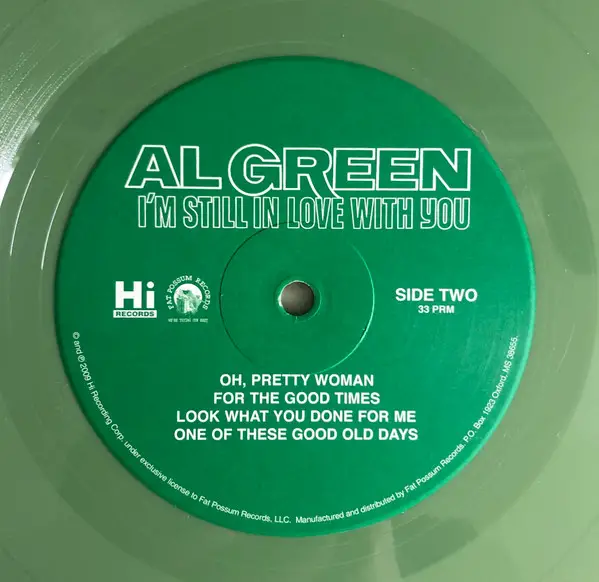 AL GREEN
I'M STILL IN LOVE WITH YOU
Hi
RECORDS
FAT POSSUM RECORDS
SIDE TWO
33 PRM
OH, PRETTY WOMAN
FOR THE GOOD TIMES
LOOK WHAT YOU DONE FOR ME
ONE OF THESE GOOD OLD DAYS
© and ℗ 2009 Hi Recording Corp. under exclusive license to Fat Possum Records, LLC. Manufactured and distributed by Fat Possum Records. P.O. Box 1923 Oxford, MS 38655.